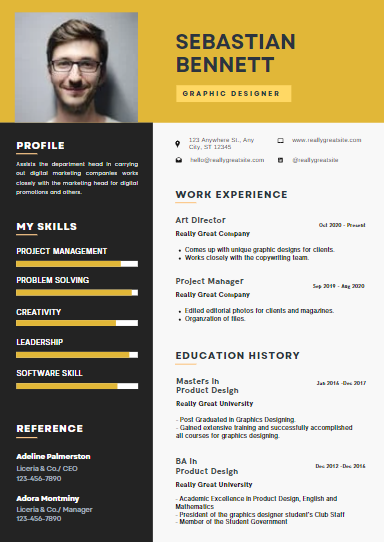 SEBASTIAN
BENNETT
GRAPHIC DESIGNER
PROFILE
Assists the department head in carrying
out digital marketing companies works
closely with the marketing head for digital
promotions and others.
MY SKILLS
PROJECT MANAGEMENT
PROBLEM SOLVING
CREATIVITY
LEADERSHIP
SOFTWARE SKILL
REFERENCE
Adeline Palmerston
Liceria & Co./ CEO
123-456-7890
Adora Montminy
Liceria & Co./ Manager
123-456-7890
123 Anywhere St., Any
City, ST 12345
www.reallygreatsite.com
hello@reallygreatsite.com
@reallygreatsite
WORK EXPERIENCE
Art Director
Oct 2020 - Present
Really Great Company
• Comes up with unique graphic designs for clients.
• Works closely with the copywriting team.
Project Manager
Sep 2019 - Aug 2020
Really Great Company
• Edited editorial photos for clients and magazines.
• Organzation of files.
EDUCATION HISTORY
Masters In
Product Design
Jun 2016 -Dec 2017
Really Great University
- Post Graduated in Graphics Designing.
- Gained extensive training and successfully accomplished
all courses for graphics designing.
BA In
Product Design
Dec 2012 -Dec 2016
Really Great University
- Academic Excellence in Product Design, English and
Mathematics
- President of the graphics designer student's Club Staff
- Member of the Student Government